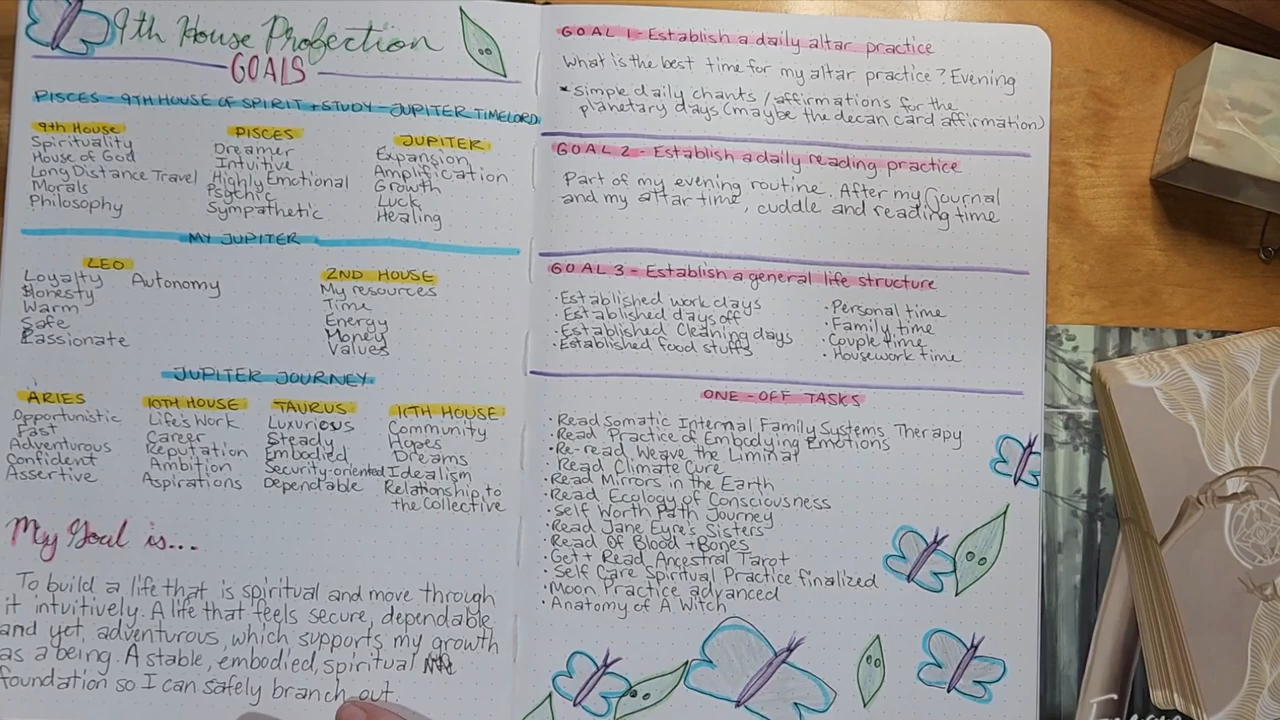 9th House Profection
GOALS
PISCES - 9TH HOUSE OF SPIRIT + STUDY - JUPITER TIMELORD
9th House
Spirituality
House of God
Long Distance Travel
Morals
Philosophy
PISCES
Dreamer
Intuitive
Highly Emotional
Psychic
Sympathetic
JUPITER
Expansion
Amplification
Growth
Luck
Healing
MY JUPITER
LEO
Loyalty Autonomy
Honesty
Warm
Safe
Passionate
2ND HOUSE
My resources
Time
Energy
Money
Values
JUPITER JOURNEY
ARIES
Opportunistic
Fast
Adventurous
Confident
Assertive
10TH HOUSE
Life's Work
Career
Reputation
Ambition
Aspirations
TAURUS
Luxurious
Steady
Embodied
Security-oriented
Dependable
11TH HOUSE
Community
Hopes
Dreams
Idealism
Relationship to
the Collective
My Goal is...
To build a life that is spiritual and move through
it intuitively. A life that feels secure, dependable
and yet, adventurous, which supports my growth
as a being. A stable, embodied, spiritual
foundation so I can safely branch out.
GOAL 1 - Establish a daily altar practice
What is the best time for my altar practice? Evening
* simple daily chants / affirmations for the
planetary days (maybe the decan card affirmation)
GOAL 2 - Establish a daily reading practice
Part of my evening routine. After my journal
and my altar time, cuddle and reading time
GOAL 3 - Establish a general life structure
· Established work days
· Established days off
· Established Cleaning days
· Established food stuffs
· Personal time
· Family time
· Couple time
· Housework time
ONE-OFF TASKS
· Read Somatic Internal Family Systems Therapy
· Read Practice of Embodying Emotions
· Re-read Weave the Liminal
· Read Climate Cure
· Read Mirrors in the Earth
· Read Ecology of Consciousness
· Self Worth Path Journey
· Read Jane Eyre's Sisters
· Read Of Blood + Bones
· Get + Read Ancestral Tarot
· Self Care Spiritual Practice finalized
· Moon Practice advanced
· Anatomy of A Witch